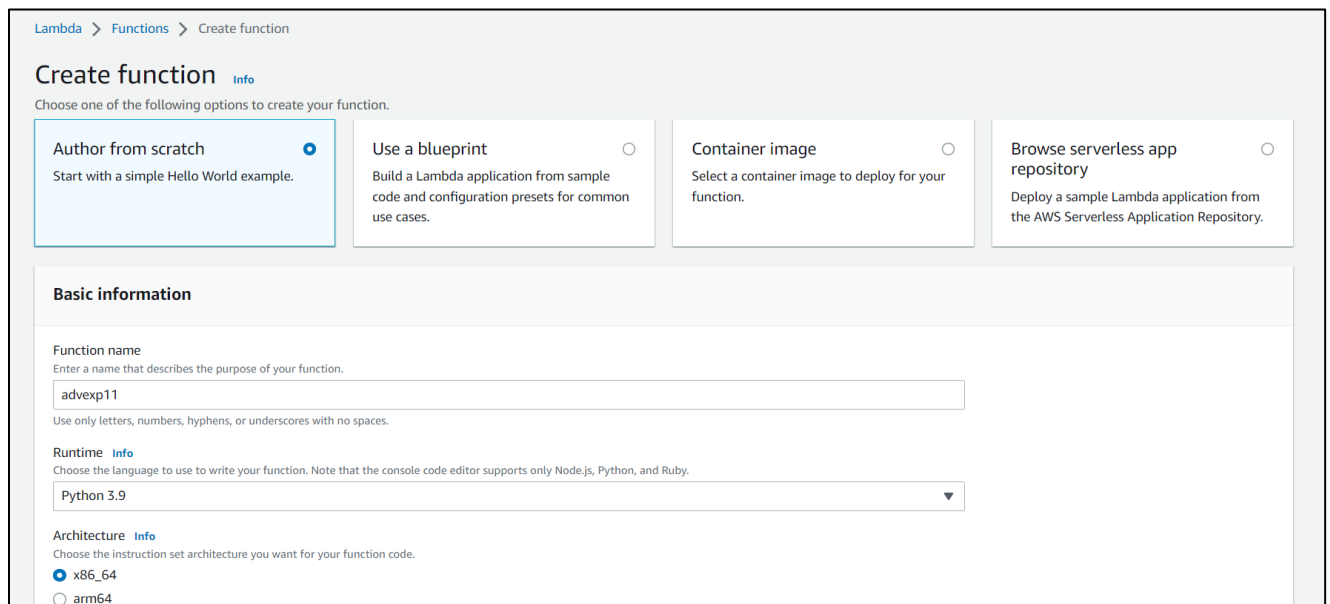 Lambda > Functions > Create function
Create function Info
Choose one of the following options to create your function.
Author from scratch
Start with a simple Hello World example.
Use a blueprint
Build a Lambda application from sample
code and configuration presets for common
use cases.
Container image
Select a container image to deploy for your
function.
Browse serverless app
repository
Deploy a sample Lambda application from
the AWS Serverless Application Repository.
Basic information
Function name
Enter a name that describes the purpose of your function.
advexp11
Use only letters, numbers, hyphens, or underscores with no spaces.
Runtime Info
Choose the language to use to write your function. Note that the console code editor supports only Node.js, Python, and Ruby.
Python 3.9
Architecture Info
Choose the instruction set architecture you want for your function code.
x86_64
arm64